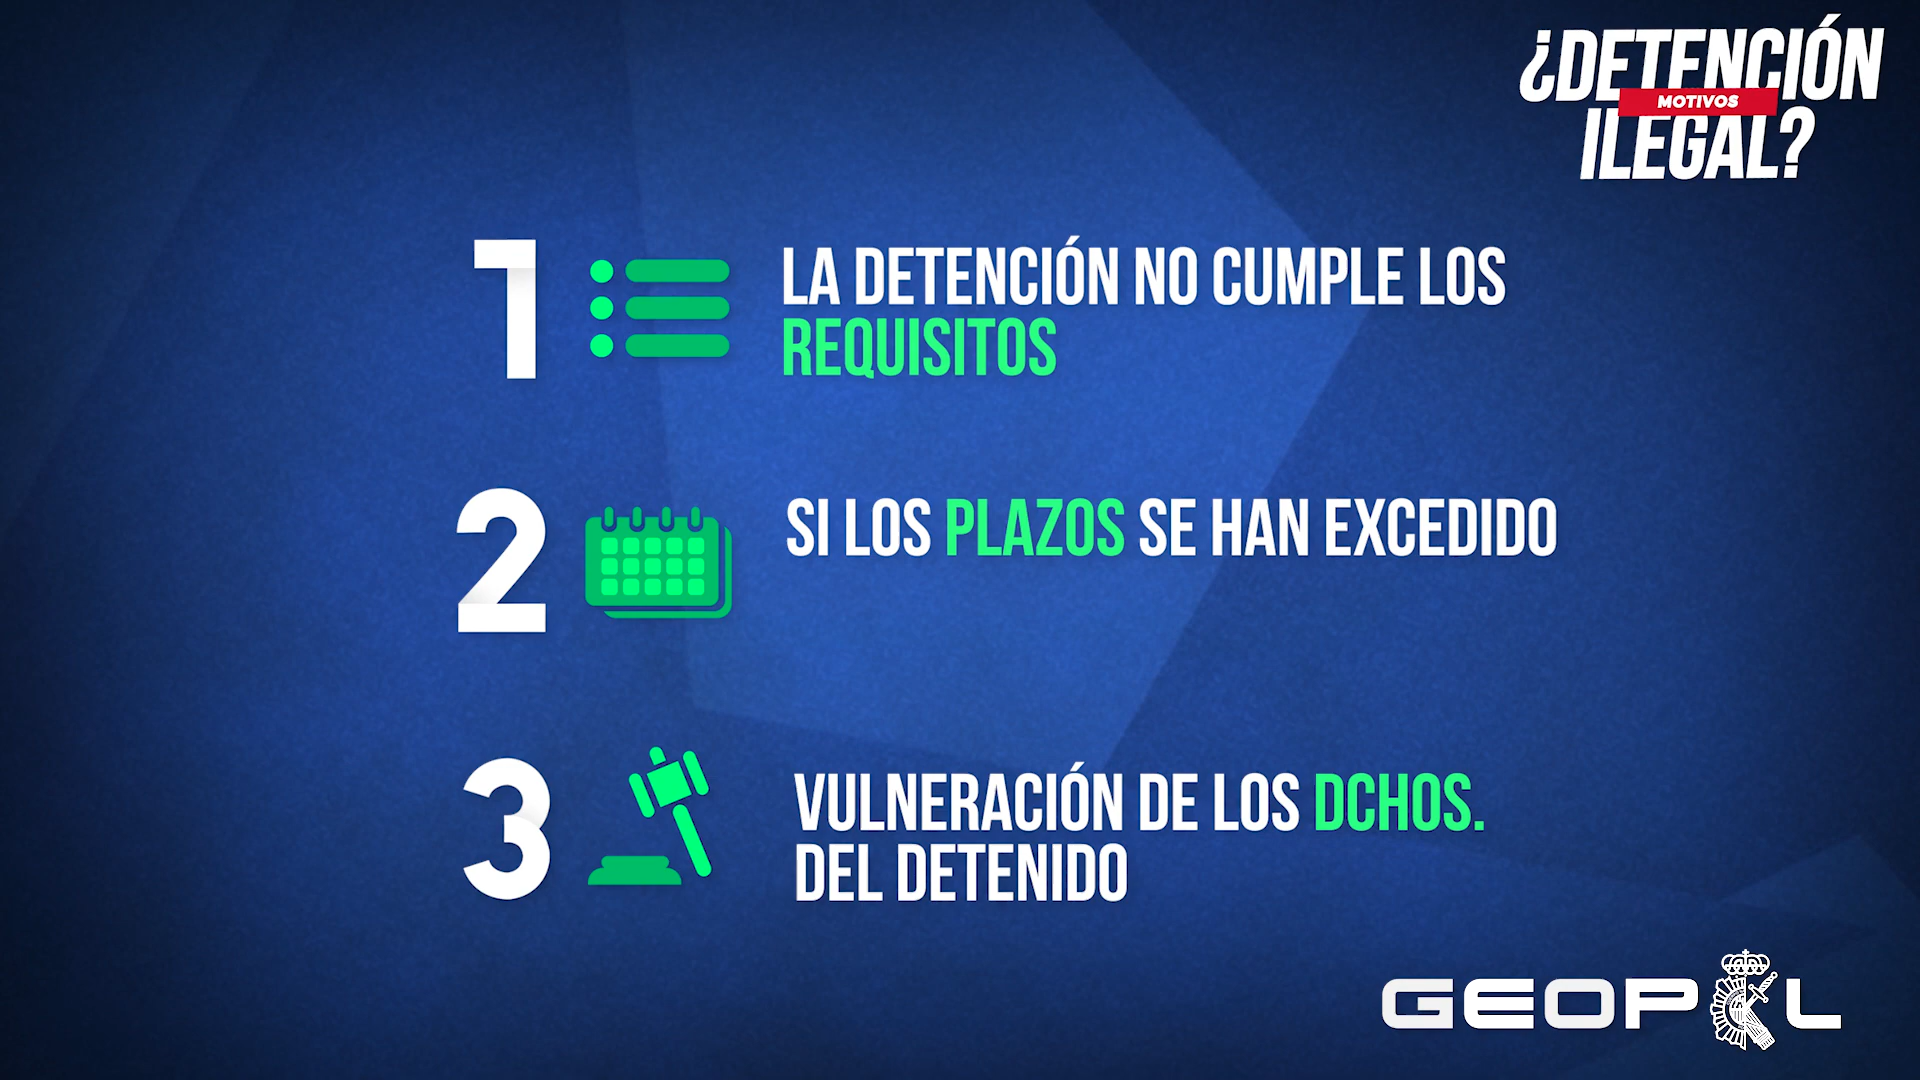 ¿DETENCIÓN
MOTIVOS
ILEGAL?
1
LA DETENCIÓN NO CUMPLE LOS
REQUISITOS
2
SI LOS PLAZOS SE HAN EXCEDIDO
3
VULNERACIÓN DE LOS DCHOS.
DEL DETENIDO
GEOPOL